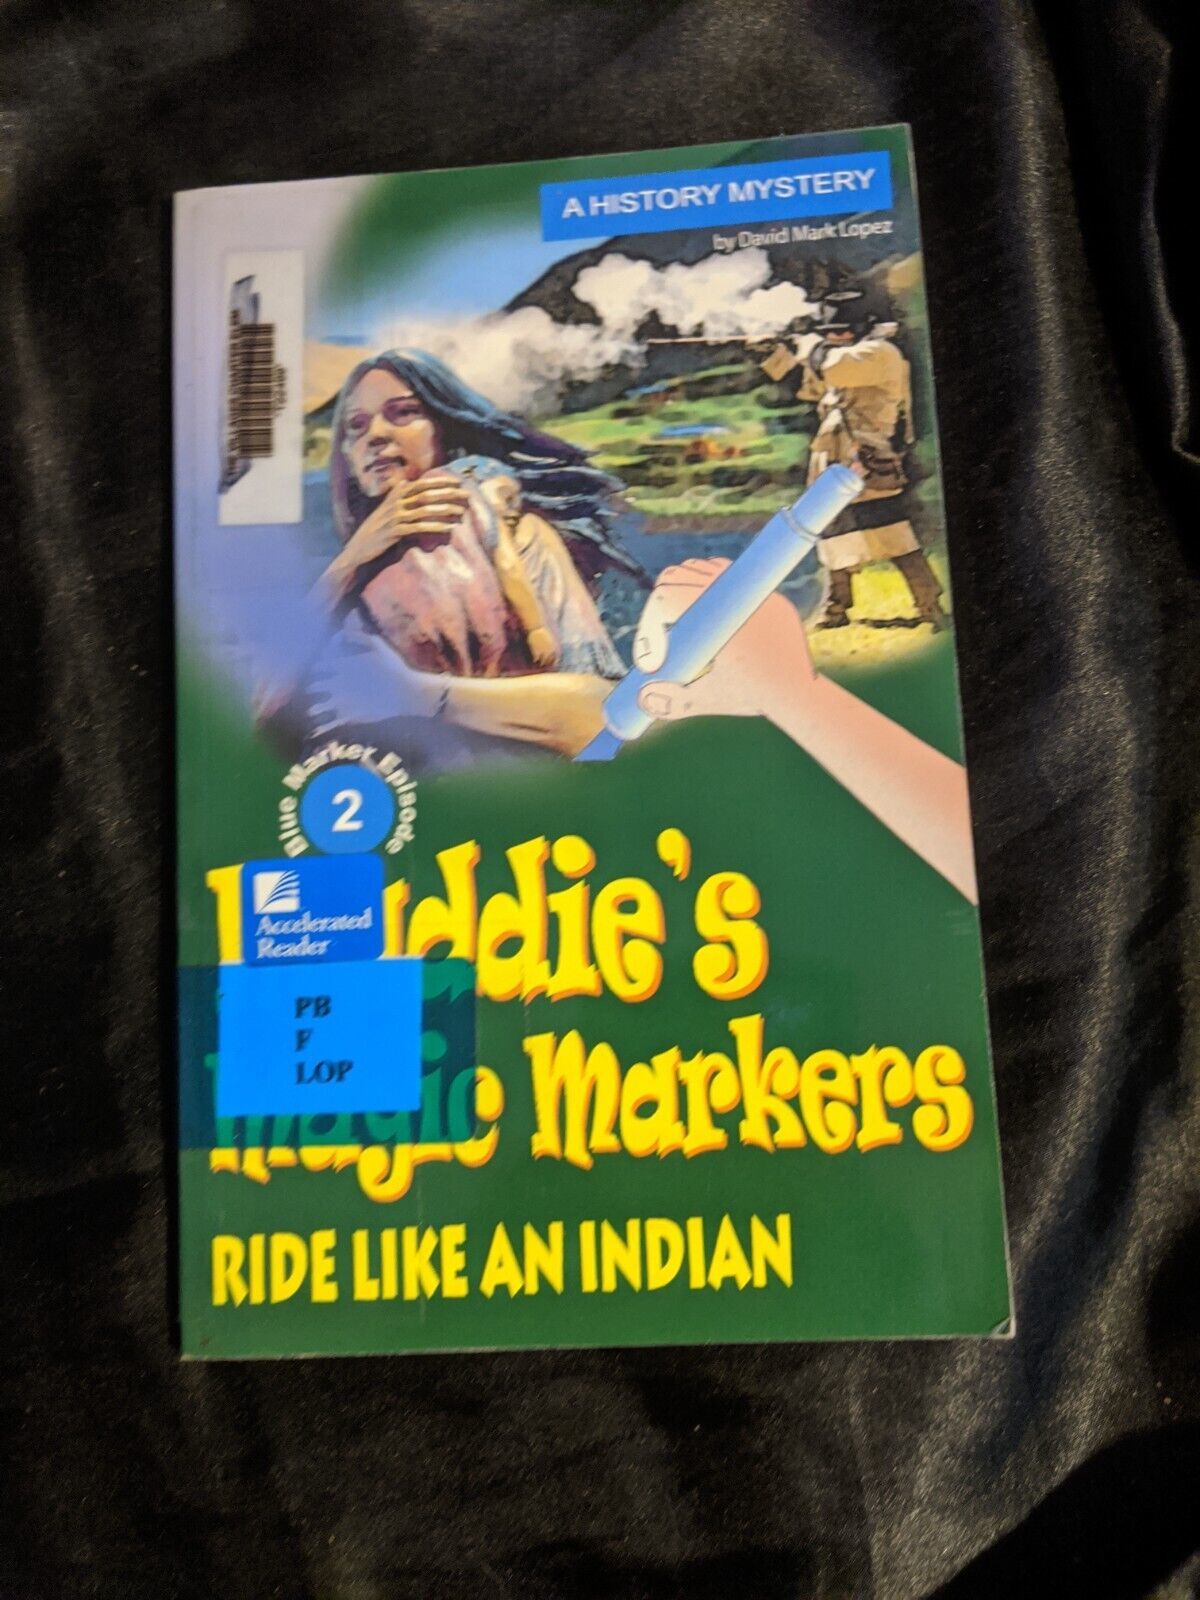 A HISTORY MYSTERY
by David Mark Lopez
Blue Marker Episode
2
Accelerated
Reader
PB
F
LOP
Magic Markers
RIDE LIKE AN INDIAN